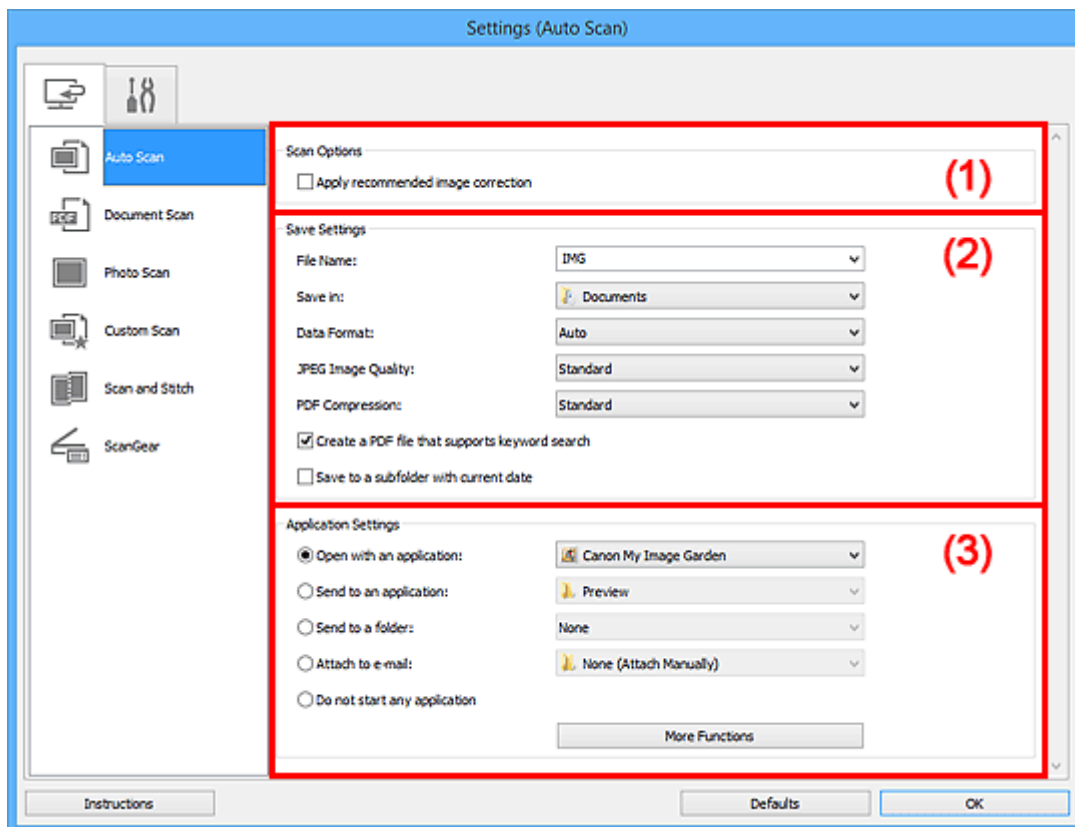 Settings (Auto Scan)
Auto Scan
Document Scan
PDF
Photo Scan
Custom Scan
Scan and Stitch
ScanGear
Scan Options
Apply recommended image correction
(1)
Save Settings
(2)
File Name: IMG
Save in: Documents
Data Format: Auto
JPEG Image Quality: Standard
PDF Compression: Standard
Create a PDF file that supports keyword search
Save to a subfolder with current date
Application Settings
(3)
Open with an application: Canon My Image Garden
Send to an application: Preview
Send to a folder: None
Attach to e-mail: None (Attach Manually)
Do not start any application
More Functions
Instructions
Defaults
OK